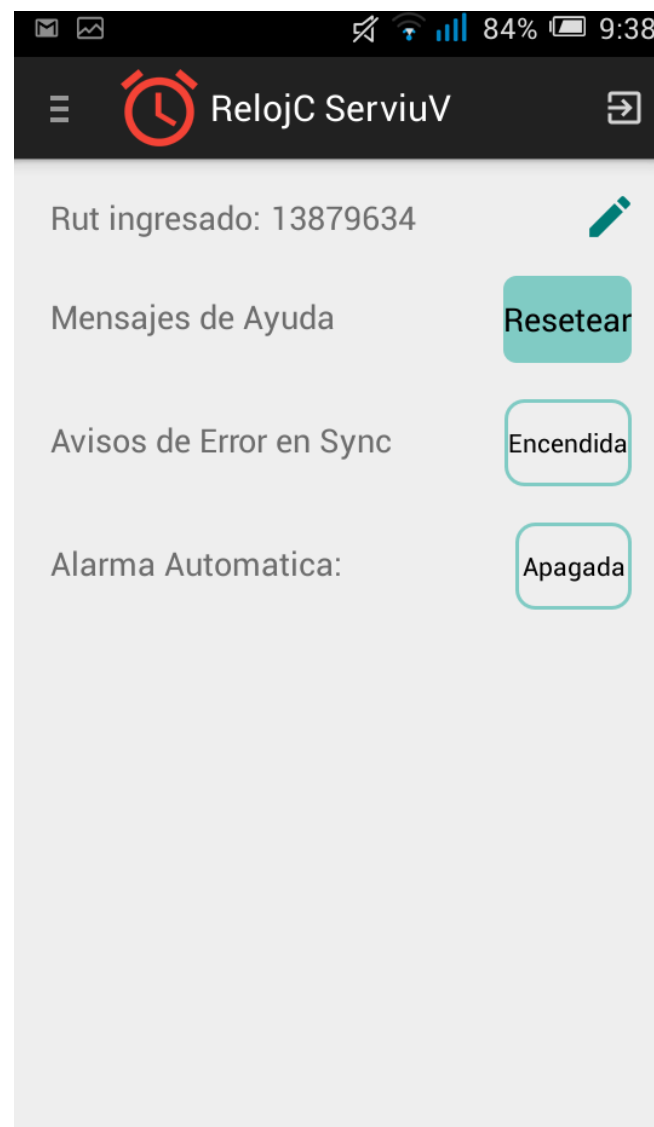 84% 9:38
RelojC ServiuV
Rut ingresado: 13879634
Mensajes de Ayuda Resetear
Avisos de Error en Sync Encendida
Alarma Automatica: Apagada